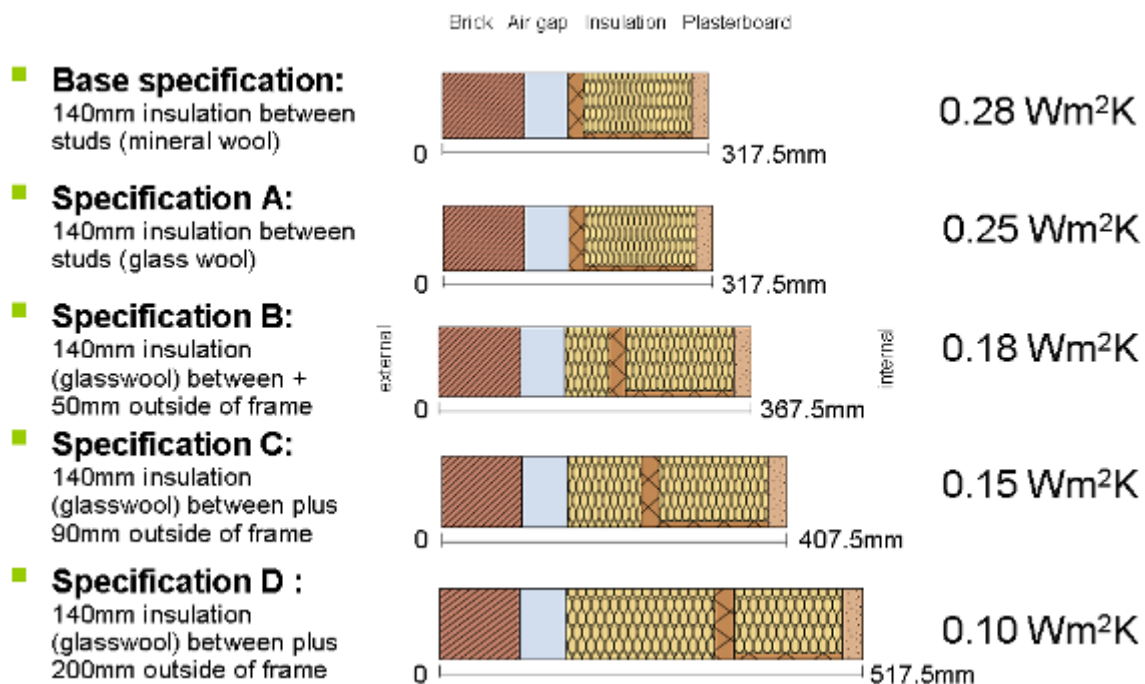 Brick Air gap Insulation Plasterboard
Base specification:
140mm insulation between
studs (mineral wool)
0 317.5mm
0.28 Wm²K
Specification A:
140mm insulation between
studs (glass wool)
0 317.5mm
0.25 Wm²K
Specification B:
140mm insulation
(glasswool) between +
50mm outside of frame
external
internal
0 367.5mm
0.18 Wm²K
Specification C:
140mm insulation
(glasswool) between plus
90mm outside of frame
0 407.5mm
0.15 Wm²K
Specification D :
140mm insulation
(glasswool) between plus
200mm outside of frame
0 517.5mm
0.10 Wm²K